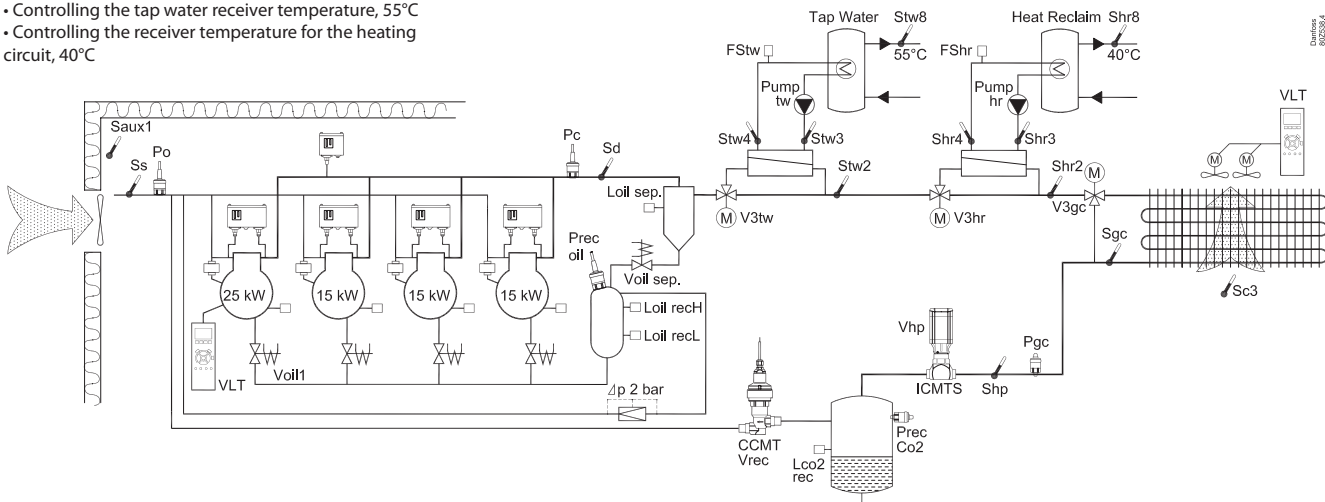 • Controlling the tap water receiver temperature, 55°C
• Controlling the receiver temperature for the heating
circuit, 40°C
Danfoss
80Z538.4
Tap Water
Stw8
Heat Reclaim
Shr8
FStw
55°C
FShr
40°C
Pump
tw
Pump
hr
VLT
Saux1
Ss
Po
Pc
Sd
Stw4
Stw3
Shr4
Shr3
M
M
Stw2
Shr2
M
Loil sep.
M
V3tw
M
V3hr
V3gc
Sgc
Prec
oil
Voil sep.
25 kW
15 kW
15 kW
15 kW
Sc3
Loil recH
Loil recL
Vhp
Pgc
VLT
Voil1
Δp 2 bar
ICMTS
Shp
CCMT
Vrec
Prec
Co2
Lco2
rec